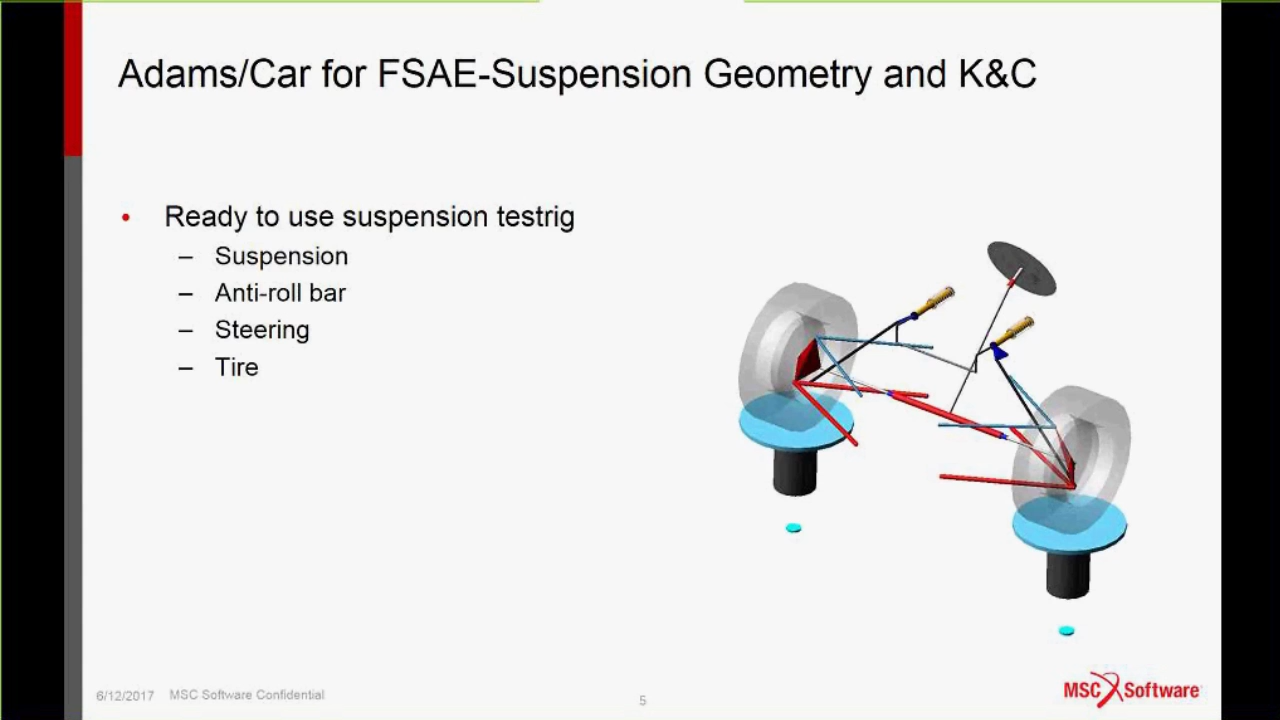 Adams/Car for FSAE-Suspension Geometry and K&C
• Ready to use suspension testrig
– Suspension
– Anti-roll bar
– Steering
– Tire
6/12/2017 MSC Software Confidential
5
MSC Software